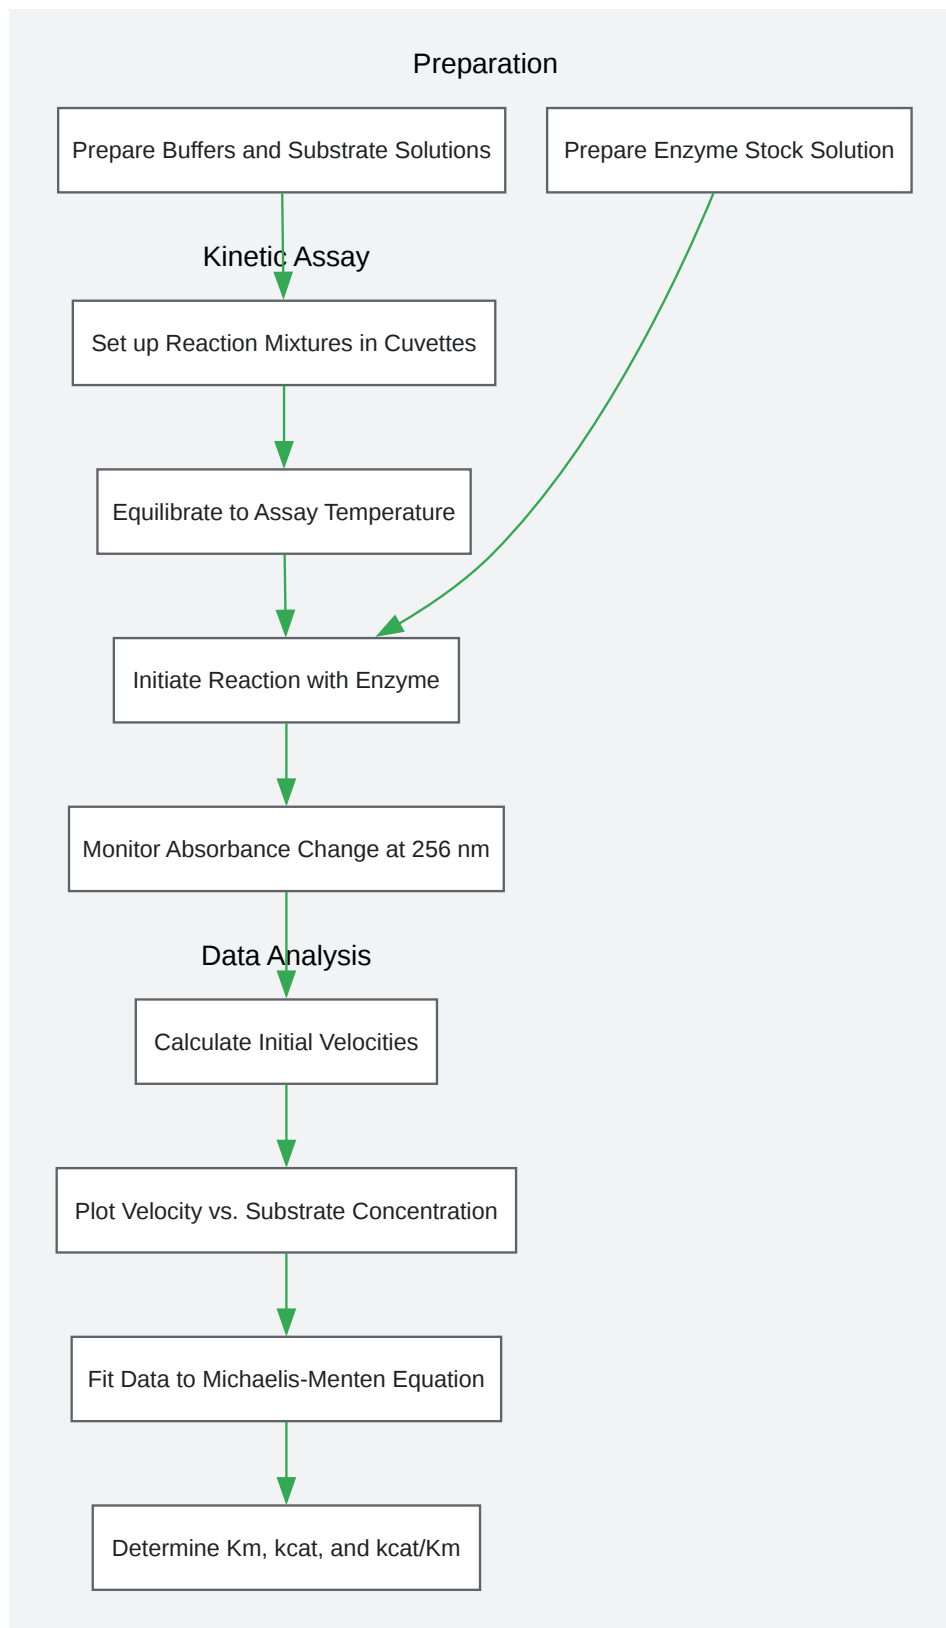 Preparation
Prepare Buffers and Substrate Solutions
Prepare Enzyme Stock Solution
Kinetic Assay
Set up Reaction Mixtures in Cuvettes
Equilibrate to Assay Temperature
Initiate Reaction with Enzyme
Monitor Absorbance Change at 256 nm
Data Analysis
Calculate Initial Velocities
Plot Velocity vs. Substrate Concentration
Fit Data to Michaelis-Menten Equation
Determine Km, kcat, and kcat/Km